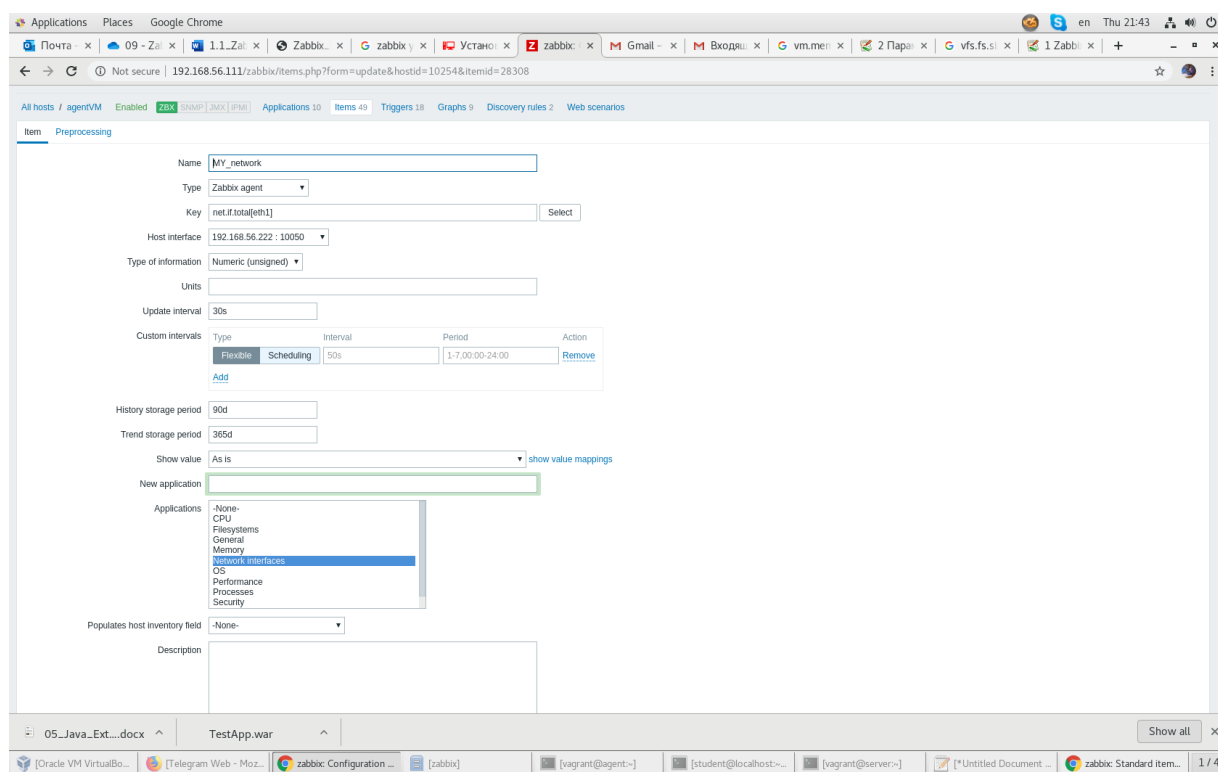 Applications Places Google Chrome en Thu 21:43
Почта - 09 - Za 1.1_Zab Zabbix zabbix y Установ zabbix: Gmail - Входящ vm.mem 2 Парам vfs.fs.si 1 Zabbi
Not secure | 192.168.56.111/zabbix/items.php?form=update&hostid=10254&itemid=28308
All hosts / agentVM Enabled ZBX SNMP JMX IPMI Applications 10 Items 49 Triggers 18 Graphs 9 Discovery rules 2 Web scenarios
Item Preprocessing
Name MY_network
Type Zabbix agent
Key net.if.total[eth1] Select
Host interface 192.168.56.222 : 10050
Type of information Numeric (unsigned)
Units
Update interval 30s
Custom intervals Type Interval Period Action
Flexible Scheduling 50s 1-7,00:00-24:00 Remove
Add
History storage period 90d
Trend storage period 365d
Show value As is show value mappings
New application
Applications -None-
CPU
Filesystems
General
Memory
Network interfaces
OS
Performance
Processes
Security
Populates host inventory field -None-
Description
05_Java_Ext....docx TestApp.war Show all
[Oracle VM VirtualBo... [Telegram Web - Moz... zabbix: Configuration ... [zabbix] [vagrant@agent:~] [student@localhost:~... [vagrant@server:~] [*Untitled Document ... zabbix: Standard item... 1 / 4